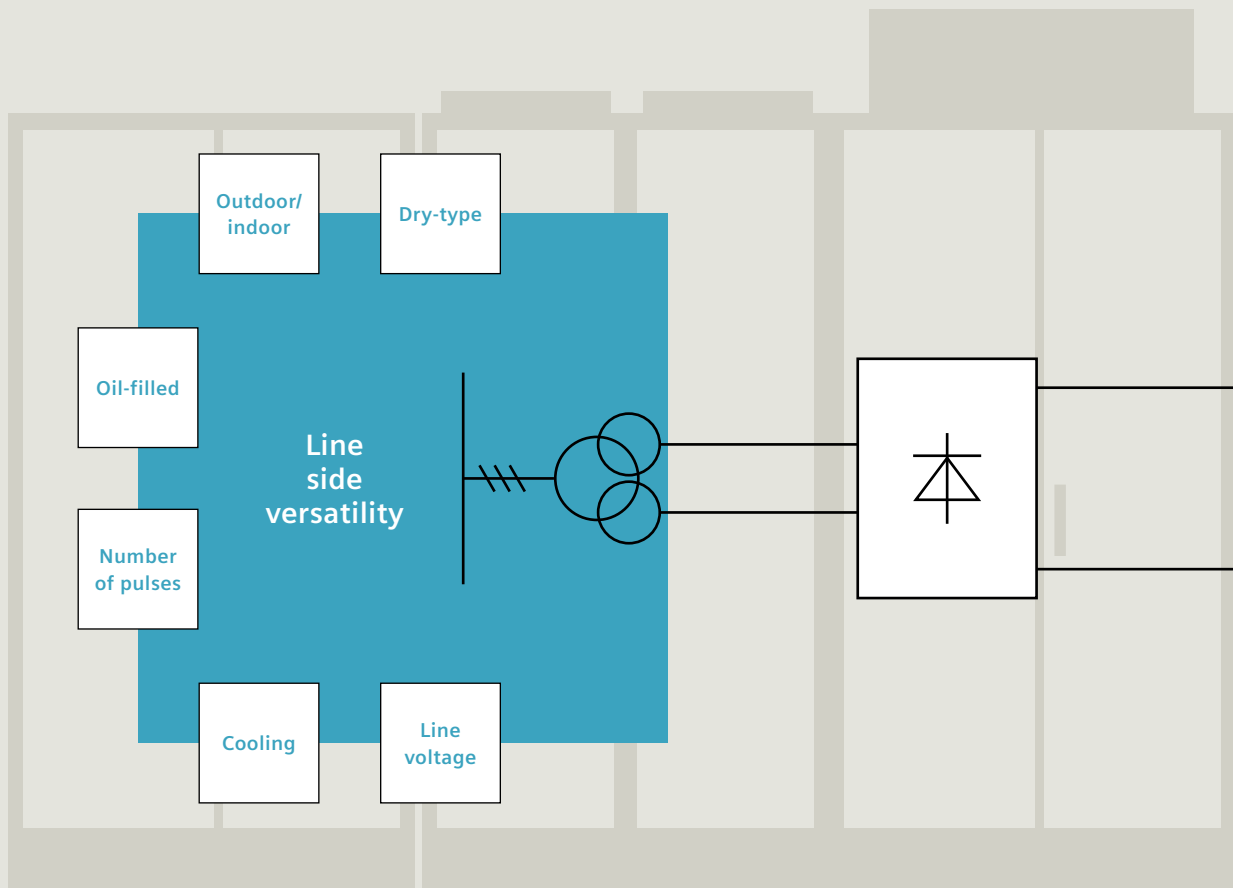 Outdoor/
indoor
Dry-type
Oil-filled
Line
side
versatility
Number
of pulses
Cooling
Line
voltage